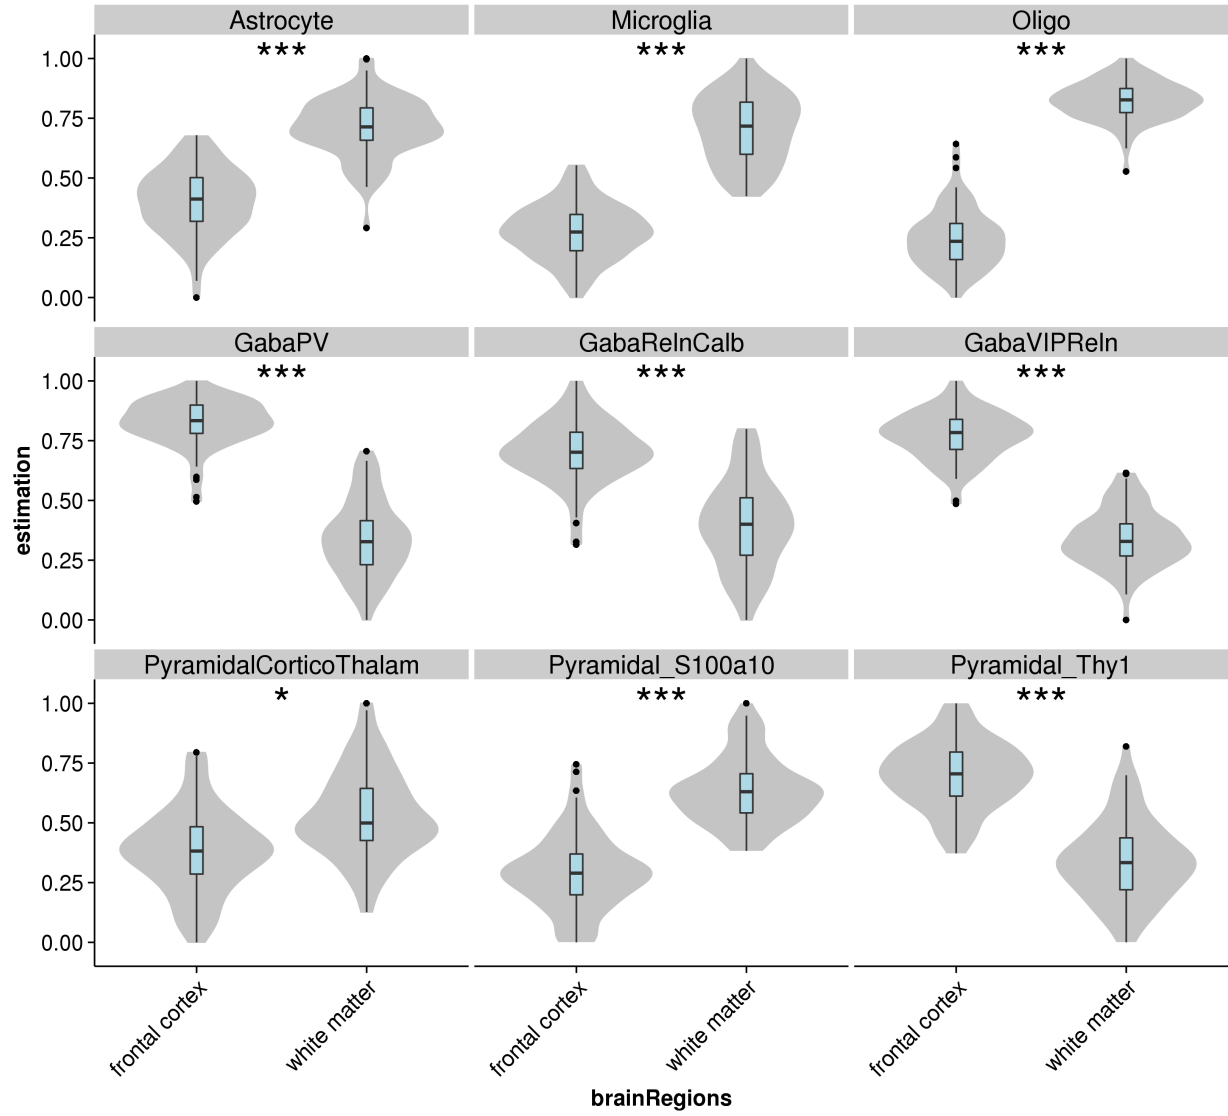 Astrocyte Microglia Oligo
*** *** ***
1.00
0.75
0.50
0.25
0.00
GabaPV GabaRelnCalb GabaVIPReln
*** *** ***
1.00
0.75
0.50
0.25
0.00
estimation
PyramidalCorticoThalam Pyramidal_S100a10 Pyramidal_Thy1
* *** ***
1.00
0.75
0.50
0.25
0.00
frontal cortex white matter frontal cortex white matter frontal cortex white matter
brainRegions